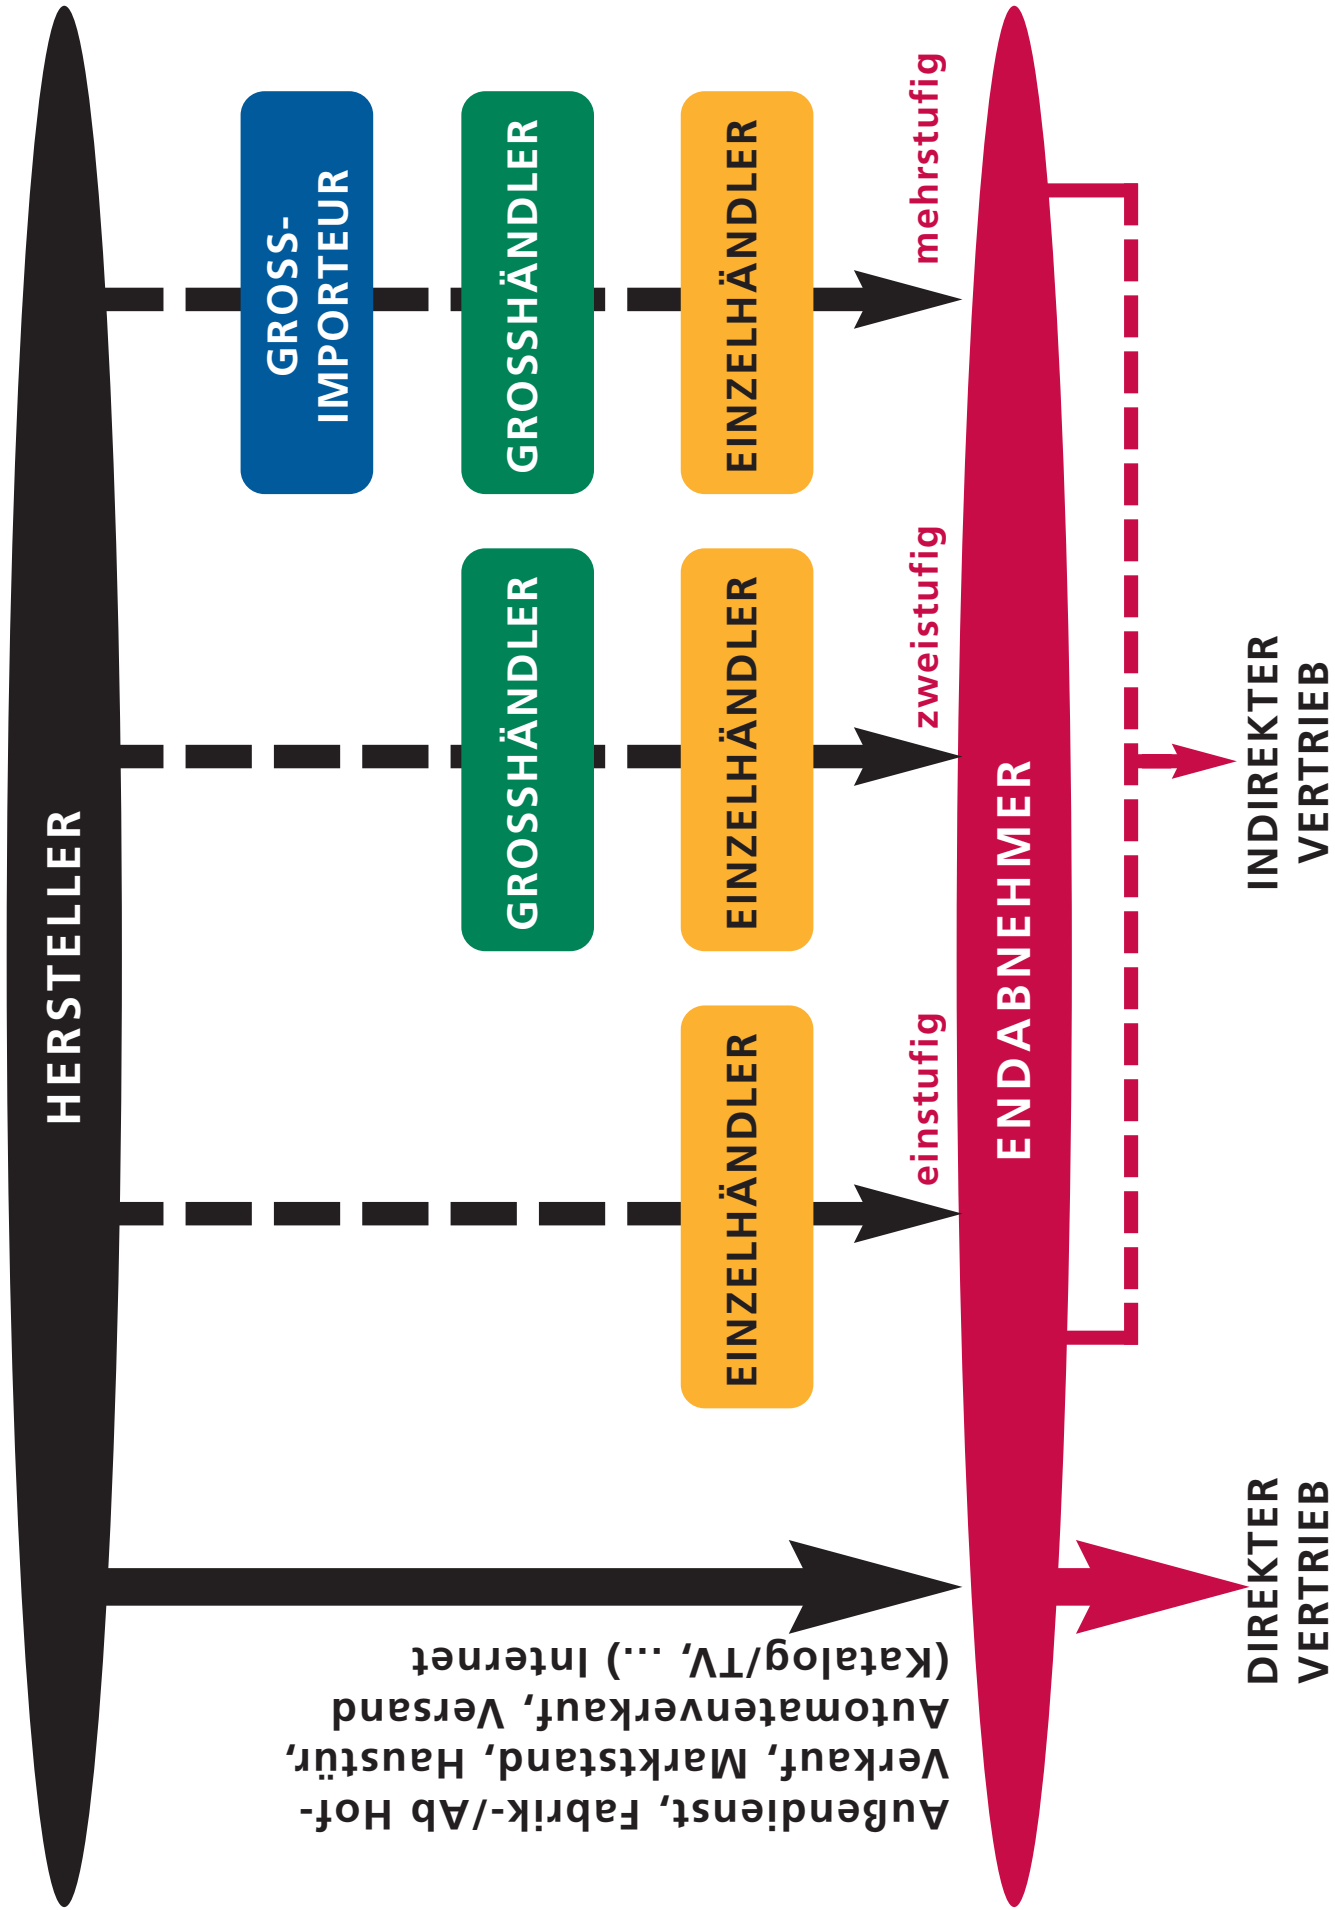 HERSTELLER
Außendienst, Fabrik-/Ab Hof-
Verkauf, Marktstand, Haustür,
Automatenverkauf, Versand
(Katalog/TV, ...) Internet
EINZELHÄNDLER
einstufig
GROSSHÄNDLER
EINZELHÄNDLER
zweistufig
GROSS-
IMPORTEUR
GROSSHÄNDLER
EINZELHÄNDLER
mehrstufig
ENDABNEHMER
DIREKTER
VERTRIEB
INDIREKTER
VERTRIEB